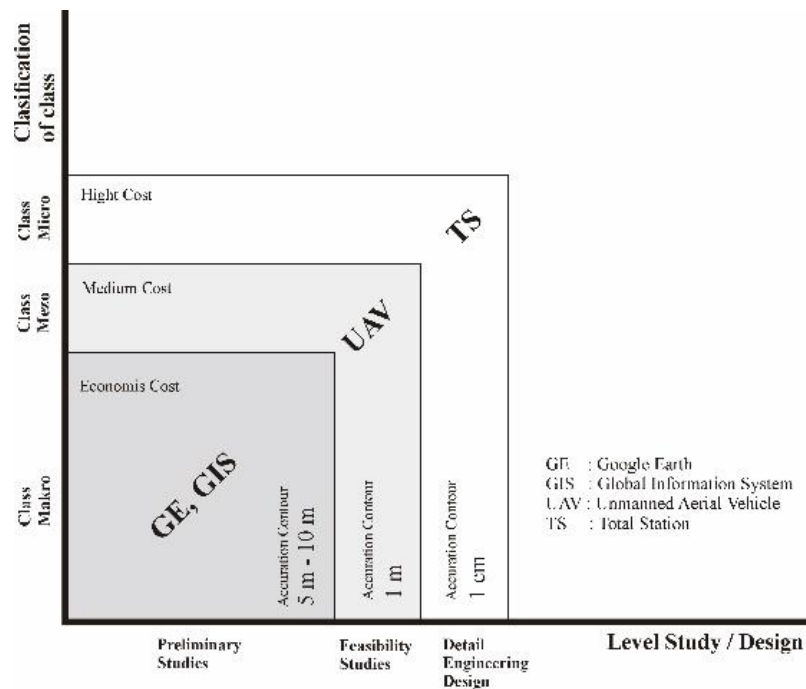 Clasification
of class
Class
Micro
Class
Mezo
Class
Makro
Hight Cost
TS
Medium Cost
UAV
Economis Cost
GE, GIS
Accuration Contour
5 m - 10 m
Accuration Contour
1 m
Accuration Contour
1 cm
GE : Google Earth
GIS : Global Information System
UAV : Unmanned Aerial Vehicle
TS : Total Station
Preliminary
Studies
Feasibility
Studies
Detail
Engineering
Design
Level Study / Design